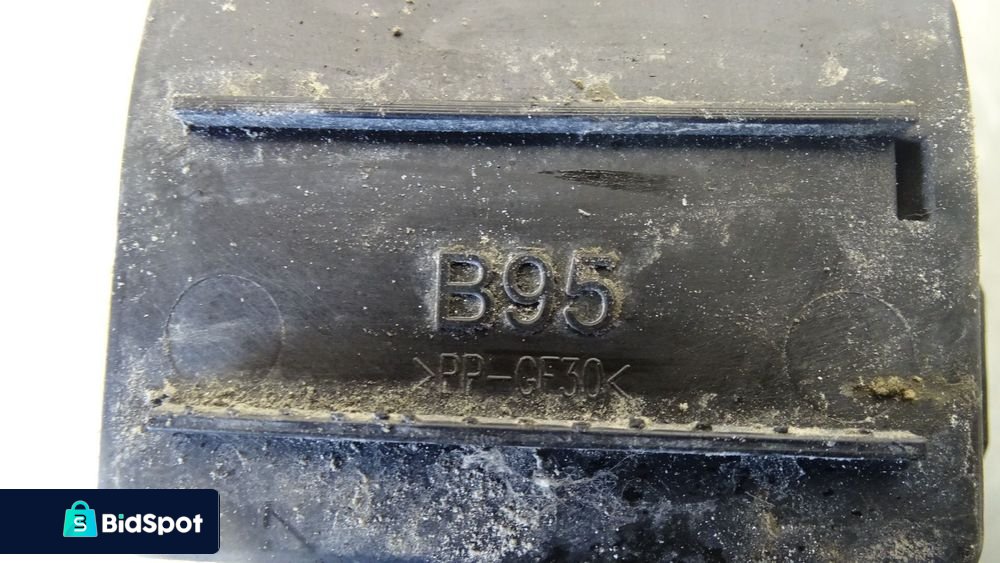 B95
>PP-GF30<
BidSpot